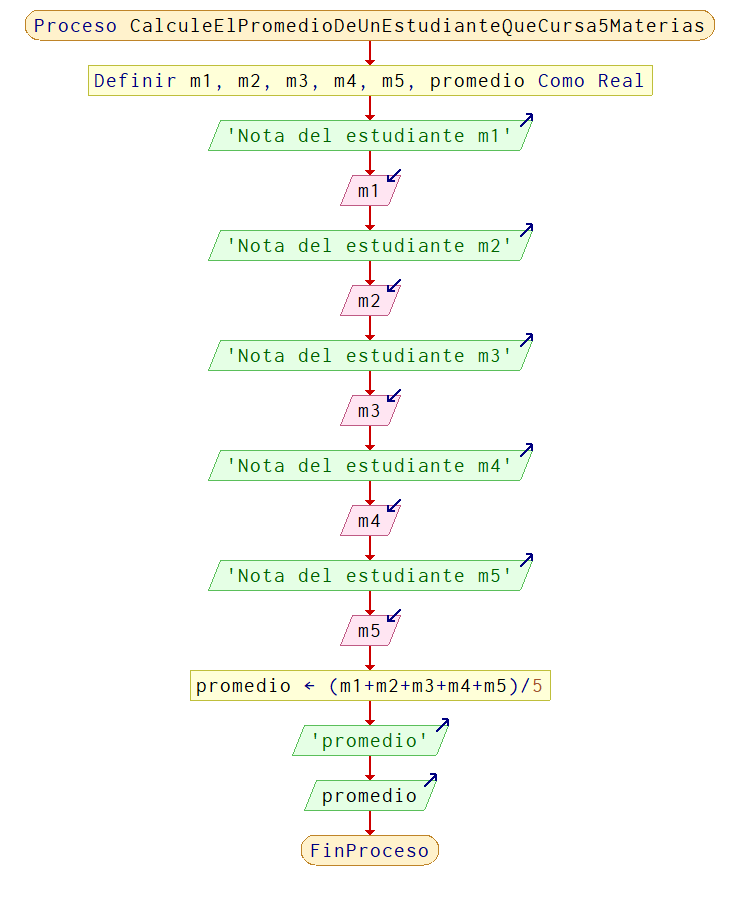 Proceso CalculeElPromedioDeUnEstudianteQueCursa5Materias
Definir m1, m2, m3, m4, m5, promedio Como Real
'Nota del estudiante m1'
m1
'Nota del estudiante m2'
m2
'Nota del estudiante m3'
m3
'Nota del estudiante m4'
m4
'Nota del estudiante m5'
m5
promedio ← (m1+m2+m3+m4+m5)/5
'promedio'
promedio
FinProceso